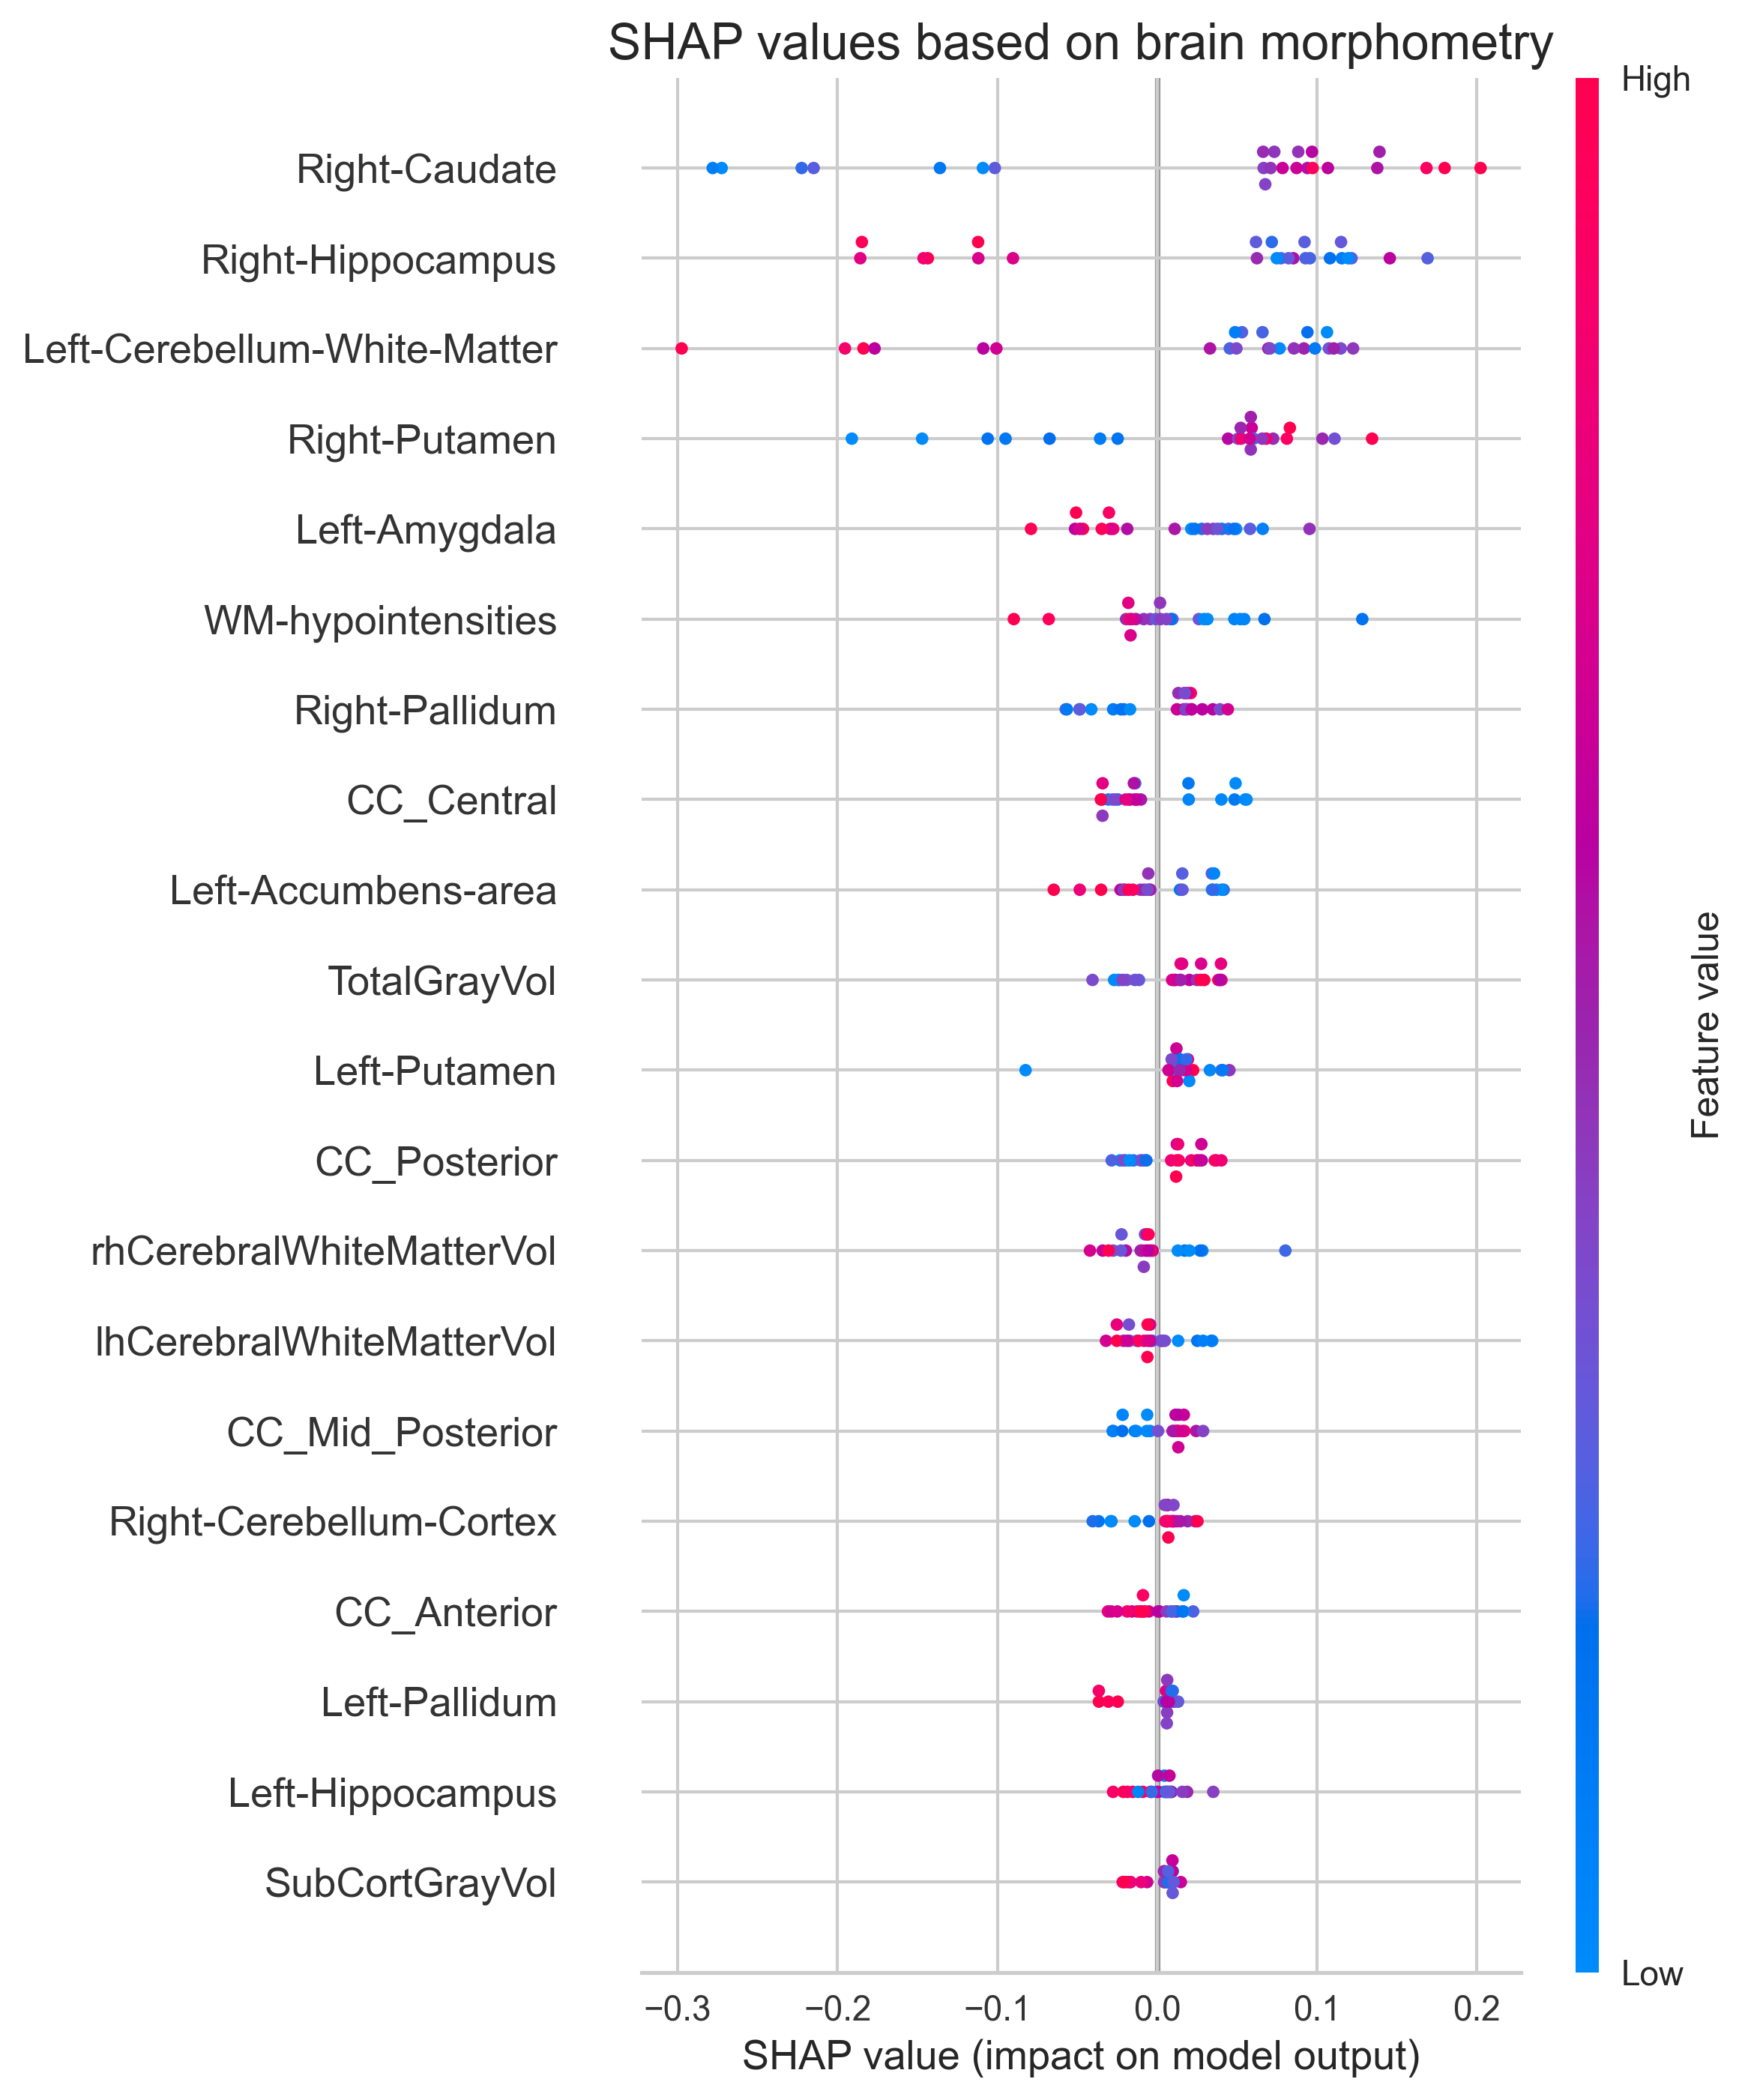 SHAP values based on brain morphometry
High
Right-Caudate
Right-Hippocampus
Left-Cerebellum-White-Matter
Right-Putamen
Left-Amygdala
WM-hypointensities
Right-Pallidum
CC_Central
Left-Accumbens-area
TotalGrayVol
Left-Putamen
CC_Posterior
rhCerebralWhiteMatterVol
lhCerebralWhiteMatterVol
CC_Mid_Posterior
Right-Cerebellum-Cortex
CC_Anterior
Left-Pallidum
Left-Hippocampus
SubCortGrayVol
Feature value
Low
−0.3 −0.2 −0.1 0.0 0.1 0.2
SHAP value (impact on model output)